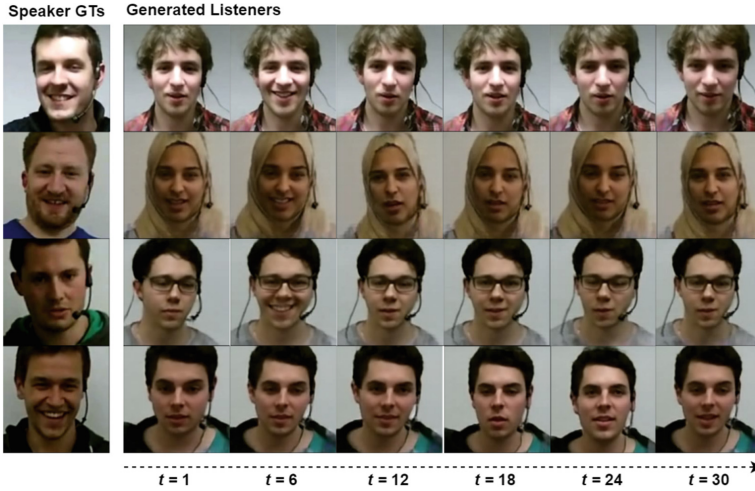 Speaker GTs
Generated Listeners
t = 1
t = 6
t = 12
t = 18
t = 24
t = 30